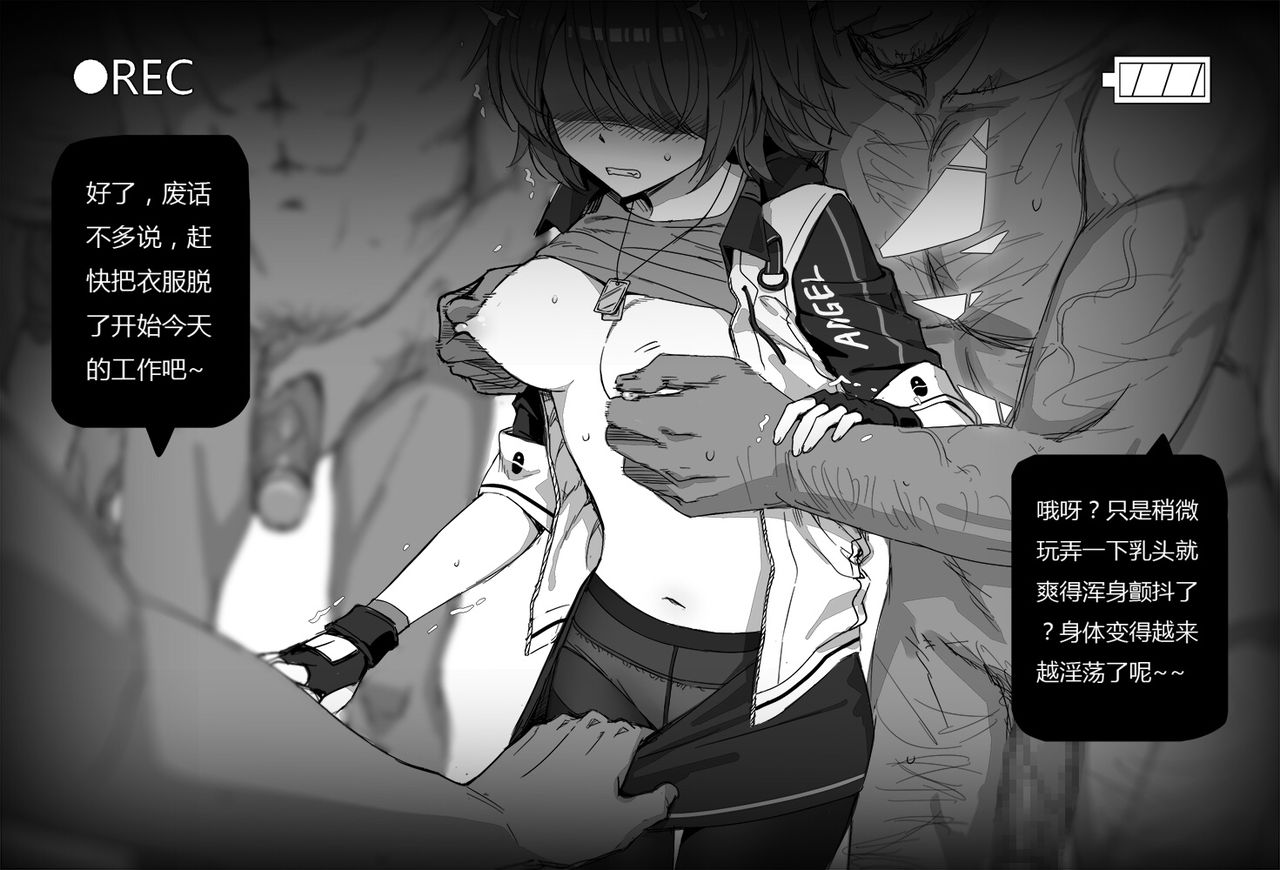 REC
好了，废话
不多说，赶
快把衣服脱
了开始今天
的工作吧~
ANGEL
哦呀？只是稍微
玩弄一下乳头就
爽得浑身颤抖了
？身体变得越来
越淫荡了呢~~